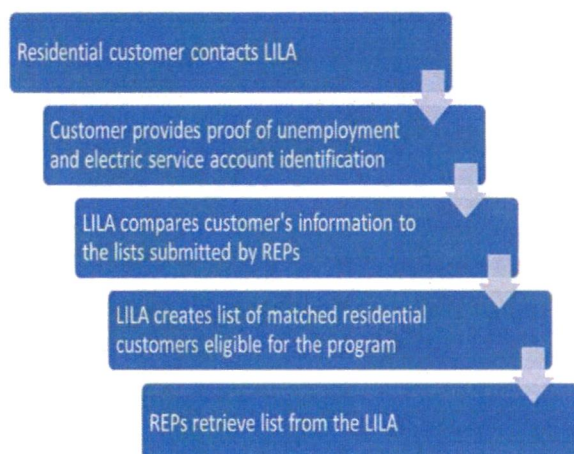 Residential customer contacts LILA
Customer provides proof of unemployment
and electric service account identification
LILA compares customer's information to
the lists submitted by REPs
LILA creates list of matched residential
customers eligible for the program
REPs retrieve list from the LILA